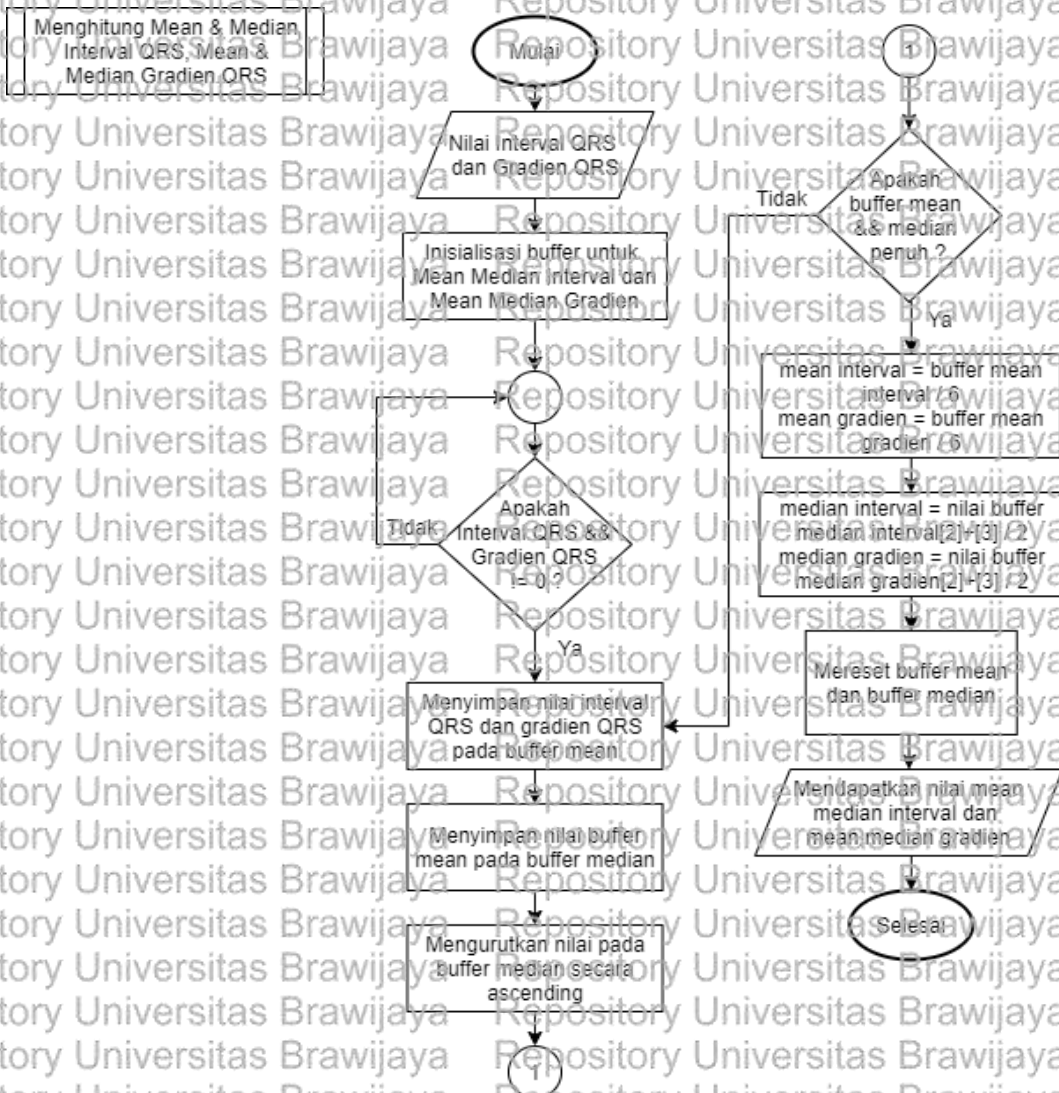 Menghitung Mean & Median
Interval QRS, Mean &
Median Gradien QRS
Mulai
Nilai Interval QRS
dan Gradien QRS
Inisialisasi buffer untuk
Mean Median Interval dan
Mean Median Gradien
Apakah
Interval QRS &&
Gradien QRS
!= 0 ?
Tidak
Ya
Menyimpan nilai interval
QRS dan gradien QRS
pada buffer mean
Menyimpan nilai buffer
mean pada buffer median
Mengurutkan nilai pada
buffer median secara
ascending
1
1
Apakah
buffer mean
&& median
penuh ?
Tidak
Ya
mean interval = buffer mean
interval / 6
mean gradien = buffer mean
gradien / 6
median interval = nilai buffer
median interval[2]+[3] / 2
median gradien = nilai buffer
median gradien[2]+[3] / 2
Mereset buffer mean
dan buffer median
Mendapatkan nilai mean
median interval dan
mean median gradien
Selesai
Repository Universitas Brawijaya